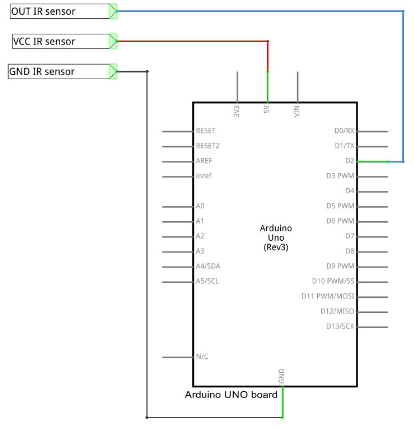 OUT IR sensor
VCC IR sensor
GND IR sensor
3V3
5V
VIN
RESET
RESET2
AREF
ioref
A0
A1
A2
A3
A4/SDA
A5/SCL
N/C
D0/RX
D1/TX
D2
D3 PWM
D4
D5 PWM
D6 PWM
D7
D8
D9 PWM
D10 PWM/SS
D11 PWM/MOSI
D12/MISO
D13/SCK
Arduino
Uno
(Rev3)
GND
Arduino UNO board